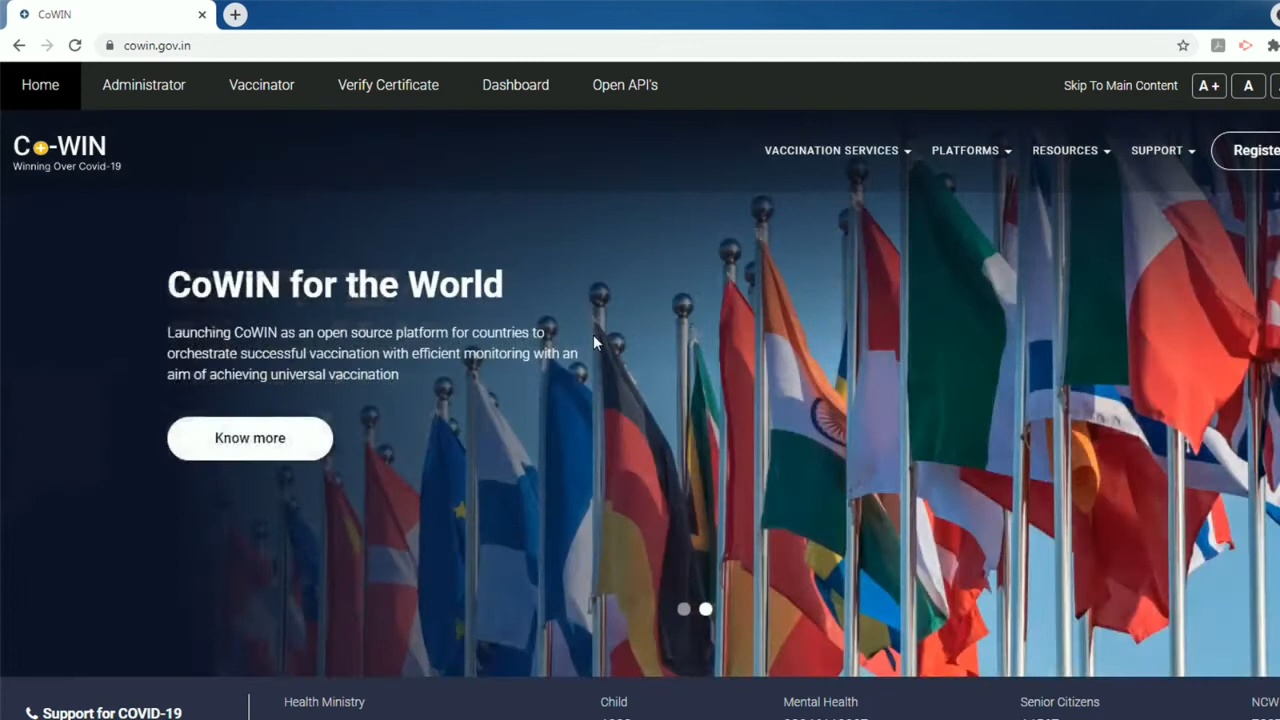 CoWIN
cowin.gov.in
Home Administrator Vaccinator Verify Certificate Dashboard Open API's Skip To Main Content A + A
Co-WIN
Winning Over Covid-19
VACCINATION SERVICES PLATFORMS RESOURCES SUPPORT Registe
CoWIN for the World
Launching CoWIN as an open source platform for countries to
orchestrate successful vaccination with efficient monitoring with an
aim of achieving universal vaccination
Know more
Health Ministry Child Mental Health Senior Citizens NCW
Support for COVID-19